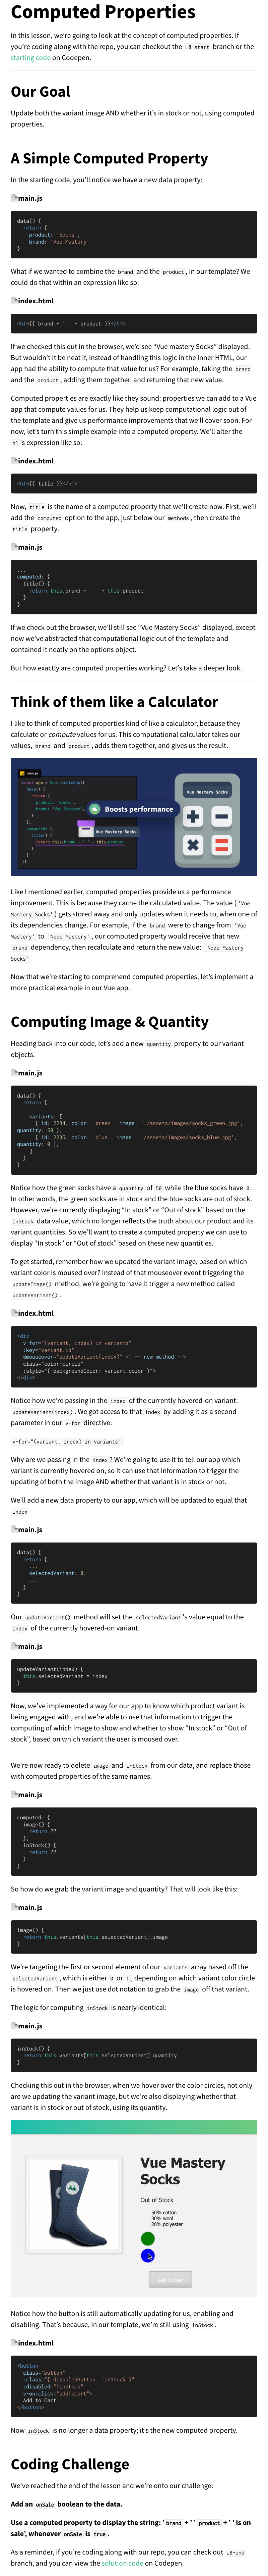 Computed Properties
In this lesson, we're going to look at the concept of computed properties. If
you're coding along with the repo, you can checkout the L8-start branch or the
starting code on Codepen.
Our Goal
Update both the variant image AND whether it's in stock or not, using computed
properties.
A Simple Computed Property
In the starting code, you'll notice we have a new data property:
main.js
data() {
return {
product: 'Socks',
brand: 'Vue Mastery'
}
What if we wanted to combine the brand and the product, in our template? We
could do that within an expression like so:
index.html
<h1>{{ brand + ' ' + product }}</h1>
If we checked this out in the browser, we'd see "Vue mastery Socks" displayed.
But wouldn't it be neat if, instead of handling this logic in the inner HTML, our
app had the ability to compute that value for us? For example, taking the brand
and the product, adding them together, and returning that new value.
Computed properties are exactly like they sound: properties we can add to a Vue
app that compute values for us. They help us keep computational logic out of
the template and give us performance improvements that we'll cover soon. For
now, let's turn this simple example into a computed property. We'll alter the
h1 's expression like so:
index.html
<h1>{{ title }}</h1>
Now, title is the name of a computed property that we'll create now. First, we'll
add the computed option to the app, just below our methods, then create the
title property.
main.js
...
computed: {
title() {
return this.brand + ' ' + this.product
}
}
If we check out the browser, we'll still see "Vue Mastery Socks" displayed, except
now we've abstracted that computational logic out of the template and
contained it neatly on the options object.
But how exactly are computed properties working? Let's take a deeper look.
Think of them like a Calculator
I like to think of computed properties kind of like a calculator, because they
calculate or compute values for us. This computational calculator takes our
values, brand and product, adds them together, and gives us the result.
main.js
const app = Vue.createApp({
data() {
return {
product: 'Socks',
brand: 'Vue Mastery'
}
},
computed: {
title() {
return this.brand + ' ' + this.product
}
Boosts performance
Vue Mastery Socks
Vue Mastery Socks
Like I mentioned earlier, computed properties provide us a performance
improvement. This is because they cache the calculated value. The value ( 'Vue
Mastery Socks' ) gets stored away and only updates when it needs to, when one of
its dependencies change. For example, if the brand were to change from 'Vue
Mastery' to 'Node Mastery', our computed property would receive that new
brand dependency, then recalculate and return the new value: 'Node Mastery
Socks'
Now that we're starting to comprehend computed properties, let's implement a
more practical example in our Vue app.
Computing Image & Quantity
Heading back into our code, let's add a new quantity property to our variant
objects.
main.js
data() {
return {
...
variants: [
{ id: 2234, color: 'green', image: './assets/images/socks_green.jpg',
quantity: 50 },
{ id: 2235, color: 'blue', image: './assets/images/socks_blue.jpg',
quantity: 0 },
]
}
}
Notice how the green socks have a quantity of 50 while the blue socks have 0.
In other words, the green socks are in stock and the blue socks are out of stock.
However, we're currently displaying "In stock" or "Out of stock" based on the
inStock data value, which no longer reflects the truth about our product and its
variant quantities. So we'll want to create a computed property that we can use to
display "In stock" or "Out of stock" based on these new quantities.
To get started, remember how we updated the variant image, based on which
variant color is moused over? Instead of that mouseover event triggering the
updateImage() method, we're going to have it trigger a new method called
updateVariant().
index.html
<div
v-for="(variant, index) in variants"
:key="variant.id"
@mouseover="updateVariant(index)" <! -- new method -->
class="color-circle"
:style="{ backgroundColor: variant.color }">
</div>
Notice how we're passing in the index of the currently hovered-on variant:
updateVariant(index). We got access to that index by adding it as a second
parameter in our v-for directive:
v-for="(variant, index) in variants"
Why are we passing in the index? We're going to use it to tell our app which
variant is currently hovered on, so it can use that information to trigger the
updating of both the image AND whether that variant is in stock or not.
We'll add a new data property to our app, which will be updated to equal that
index
main.js
data() {
return {
...
selectedVariant: 0,
...
}
}
Our updateVariant() method will set the selectedVariant 's value equal to the
index of the currently hovered-on variant.
main.js
updateVariant(index) {
this.selectedVariant = index
}
Now, we've implemented a way for our app to know which product variant is
being engaged with, and we're able to use that information to trigger the
computing of which image to show and whether to show "In Stock" or "Out of
stock", based on which variant the user is moused over.
We're now ready to delete image and inStock from our data, and replace those
with computed properties of the same names.
main.js
computed: {
image() {
return ??
},
inStock() {
return ??
}
}
So how do we grab the variant image and quantity? That will look like this:
main.js
image() {
return this.variants[this.selectedVariant].image
}
We're targeting the first or second element of our variants array based off the
selectedVariant, which is either 0 or 1, depending on which variant color circle
is hovered on. Then we just use dot notation to grab the image off that variant.
The logic for computing inStock is nearly identical:
main.js
inStock() {
return this.variants[this.selectedVariant].quantity
}
Checking this out in the browser, when we hover over the color circles, not only
are we updating the variant image, but we're also displaying whether that
variant is in stock or out of stock, using its quantity.
Vue Mastery
Socks
Out of Stock
50% cotton
30% wool
20% polyester
Add to Cart
Notice how the button is still automatically updating for us, enabling and
disabling. That's because, in our template, we're still using inStock.
index.html
<button
class="button"
:class="{ disabledButton: !inStock }"
:disabled="!inStock"
v-on:click="addToCart">
Add to Cart
</button>
Now inStock is no longer a data property; it's the new computed property.
Coding Challenge
We've reached the end of the lesson and we're onto our challenge:
Add an onSale boolean to the data.
Use a computed property to display the string: ' brand + ' ' product + ' ' is on
sale', whenever onSale is true.
As a reminder, if you're coding along with our repo, you can check out L8-end
branch, and you can view the solution code on Codepen.